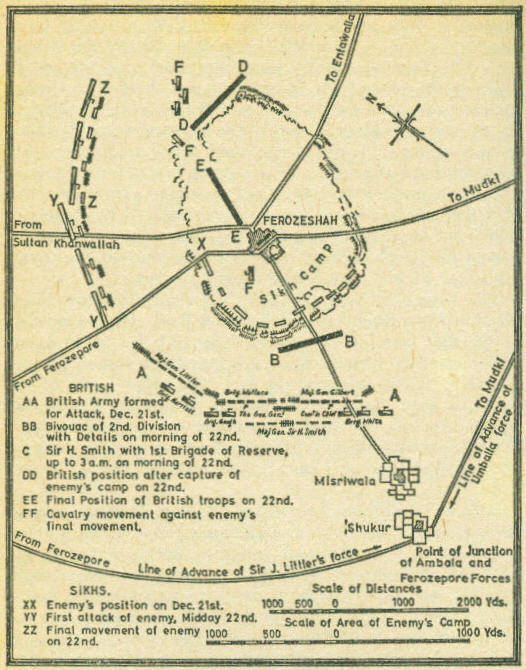 F
D
To Entawalla
Z
D
F
N
E
Z
To Mudki
Y
FEROZESHAH
From
Sultan Khanwallah
E
X
Sikh Camp
X
F
Y
B
B
From Ferozepore
Maj Gen Littler
A
Brig Wallace
Maj Gen Gilbert
A
Harriott
Brig. Gough
The Gov. Genl
Brig. White
Maj Gen Sir H. Smith
To Mudki
Line of Advance of
Umballa force
BRITISH
AA British Army formed
for Attack, Dec. 21st.
BB Bivouac of 2nd. Division
with Details on morning of 22nd.
C Sir H. Smith with 1st. Brigade of Reserve,
up to 3 a.m. on morning of 22nd.
DD British position after capture of
enemy's camp on 22nd.
EE Final Position of British troops on 22nd.
FF Cavalry movement against enemy's
final movement.
Misriwala
Shukur
From Ferozepore
Line of Advance of Sir J. Littler's force
Point of Junction
of Ambala and
Ferozepore Forces
SIKHS.
XX Enemy's position on Dec. 21st.
YY First attack of enemy, Midday 22nd.
ZZ Final movement of enemy
on 22nd.
Scale of Distances
1000 500 0 1000 2000 Yds.
Scale of Area of Enemy's Camp
1000 500 0 1000 Yds.